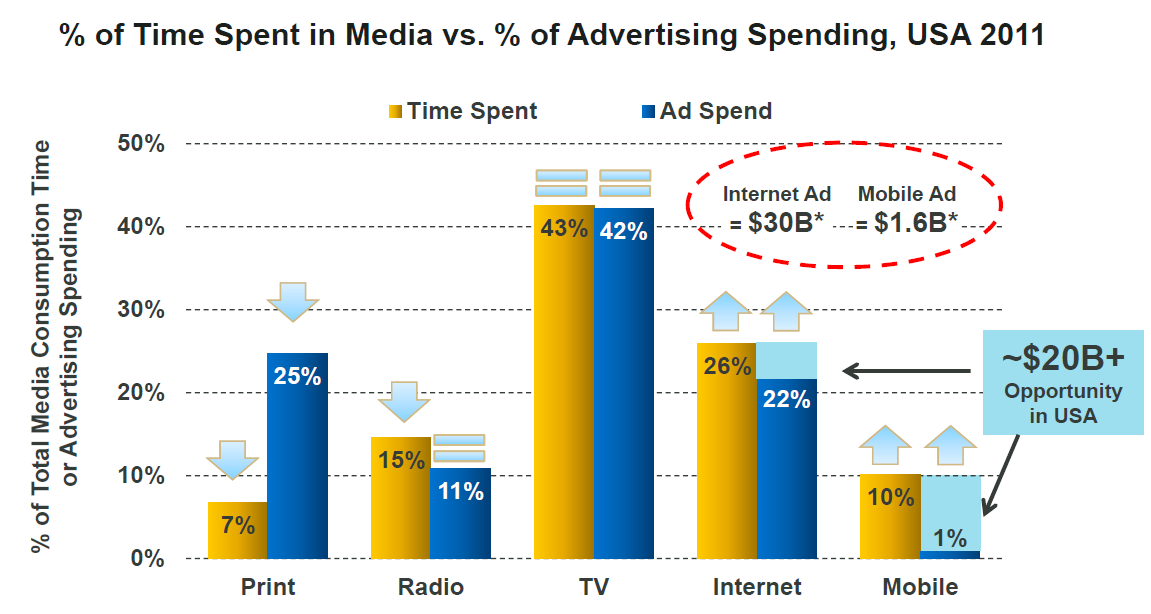 % of Time Spent in Media vs. % of Advertising Spending, USA 2011
Time Spent
Ad Spend
% of Total Media Consumption Time
or Advertising Spending
50%
40%
30%
20%
10%
0%
7%
25%
15%
11%
43%
42%
26%
22%
10%
1%
Internet Ad
= $30B*
Mobile Ad
= $1.6B*
~$20B+
Opportunity
in USA
Print
Radio
TV
Internet
Mobile